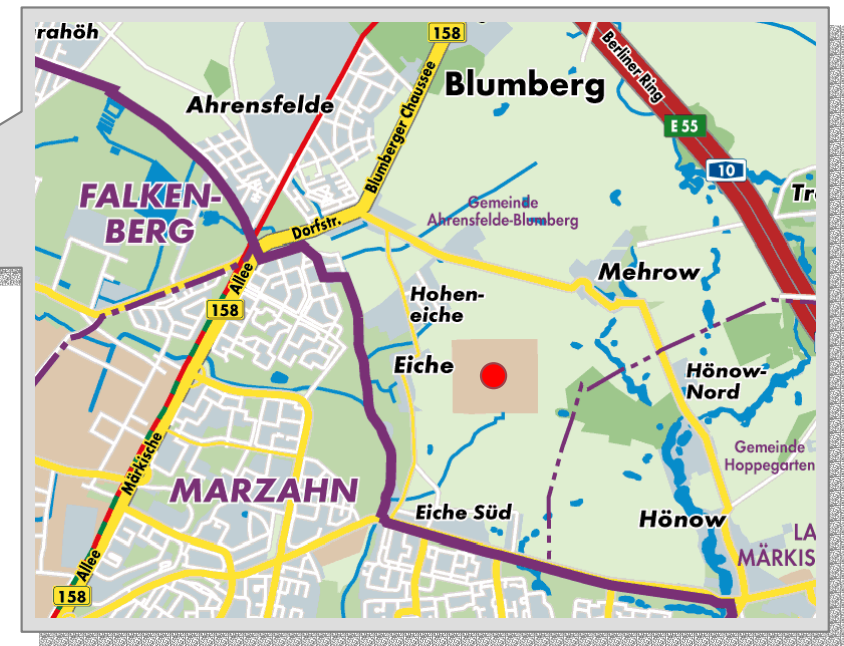 rahöh
158
Blumberg
Berliner Ring
Ahrensfelde
Blumberger Chaussee
E 55
10
FALKEN-
BERG
Gemeinde
Ahrensfelde-Blumberg
Dorfstr.
Allee
Mehrow
158
Hohen-
eiche
Eiche
Hönow-
Nord
Märkische
Gemeinde
Hoppegarten
MARZAHN
Eiche Süd
Hönow
LA
MÄRKIS
Allee
158